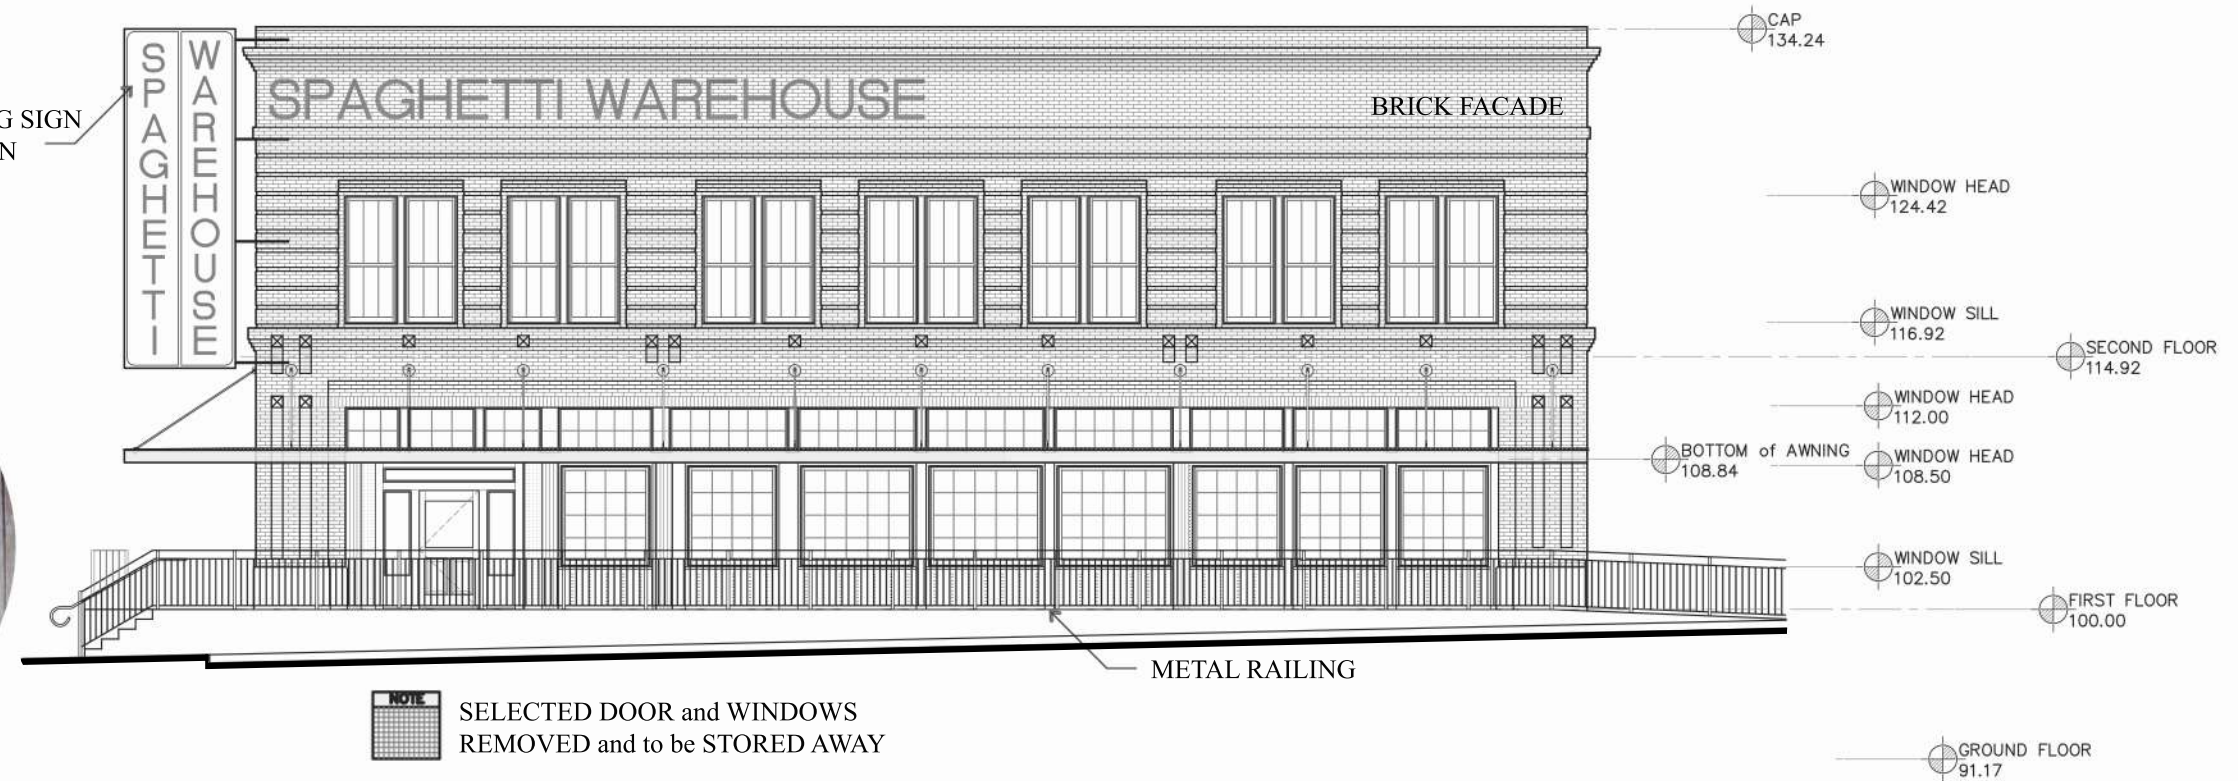 SPAGHETTI
WAREHOUSE
SPAGHETTI WAREHOUSE
BRICK FACADE
G SIGN
N
CAP
134.24
WINDOW HEAD
124.42
WINDOW SILL
116.92
SECOND FLOOR
114.92
WINDOW HEAD
112.00
BOTTOM of AWNING
108.84
WINDOW HEAD
108.50
WINDOW SILL
102.50
FIRST FLOOR
100.00
METAL RAILING
NOTE
SELECTED DOOR and WINDOWS
REMOVED and to be STORED AWAY
GROUND FLOOR
91.17